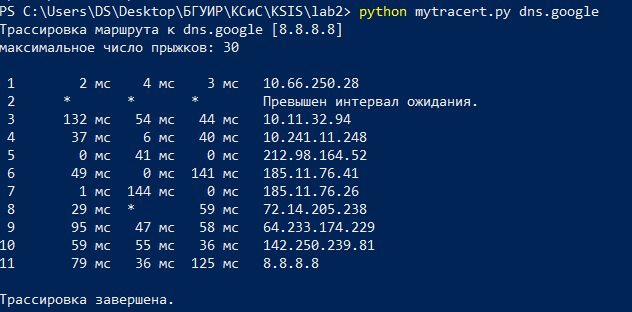 PS C:\Users\DS\Desktop\БГУИР\КСиС\KSIS\lab2> python mytracert.py dns.google
Трассировка маршрута к dns.google [8.8.8.8]
максимальное число прыжков: 30
1 2 мс 4 мс 3 мс 10.66.250.28
2 * * * Превышен интервал ожидания.
3 132 мс 54 мс 44 мс 10.11.32.94
4 37 мс 6 мс 40 мс 10.241.11.248
5 0 мс 41 мс 0 мс 212.98.164.52
6 49 мс 0 мс 141 мс 185.11.76.41
7 1 мс 144 мс 0 мс 185.11.76.26
8 29 мс * 59 мс 72.14.205.238
9 95 мс 47 мс 58 мс 64.233.174.229
10 59 мс 55 мс 36 мс 142.250.239.81
11 79 мс 36 мс 125 мс 8.8.8.8
Трассировка завершена.